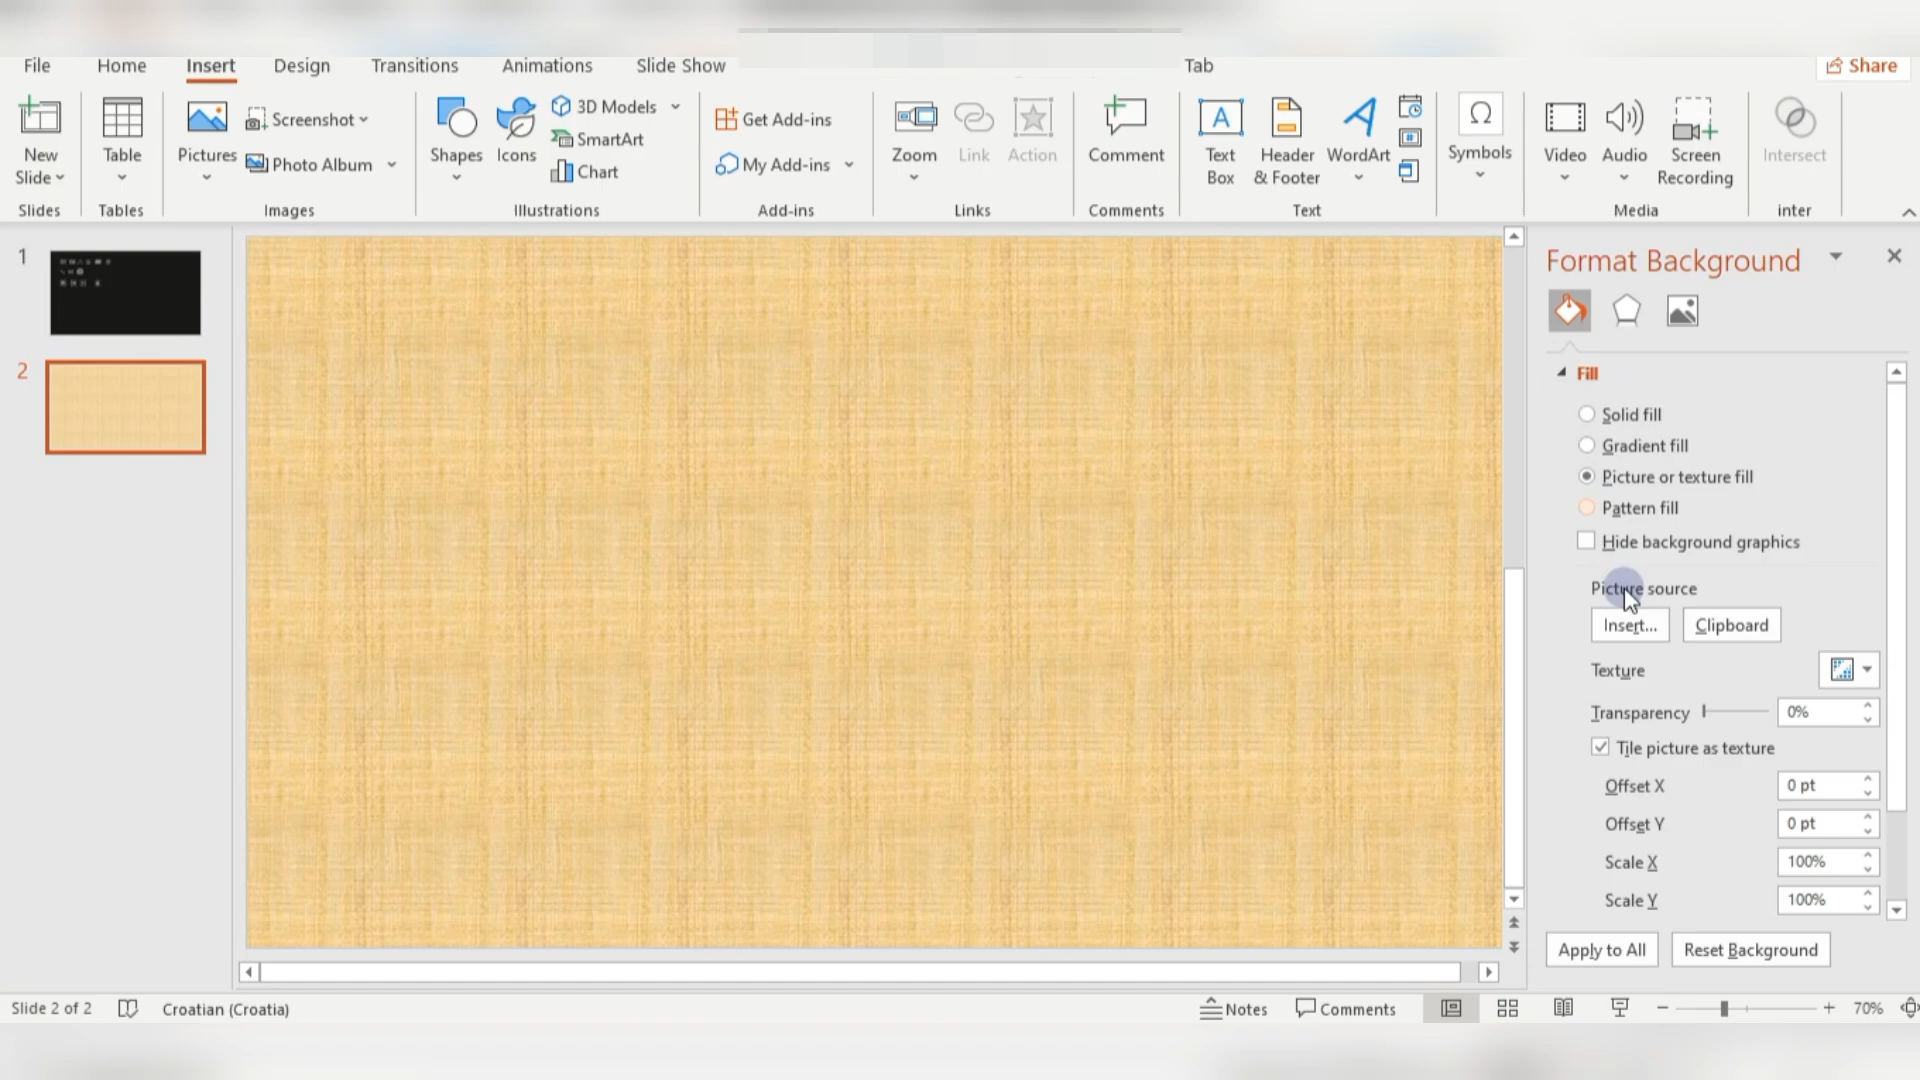 File Home Insert Design Transitions Animations Slide Show Tab Share
New Slide
Table
Pictures
Screenshot
Photo Album
Shapes
Icons
3D Models
SmartArt
Chart
Get Add-ins
My Add-ins
Zoom
Link
Action
Comment
Text Box
Header & Footer
WordArt
Symbols
Video
Audio
Screen Recording
Intersect
Slides Tables Images Illustrations Add-ins Links Comments Text Media inter
1
2
Format Background
Fill
Solid fill
Gradient fill
Picture or texture fill
Pattern fill
Hide background graphics
Picture source
Insert... Clipboard
Texture
Transparency 0%
Tile picture as texture
Offset X 0 pt
Offset Y 0 pt
Scale X 100%
Scale Y 100%
Apply to All Reset Background
Slide 2 of 2 Croatian (Croatia) Notes Comments 70%